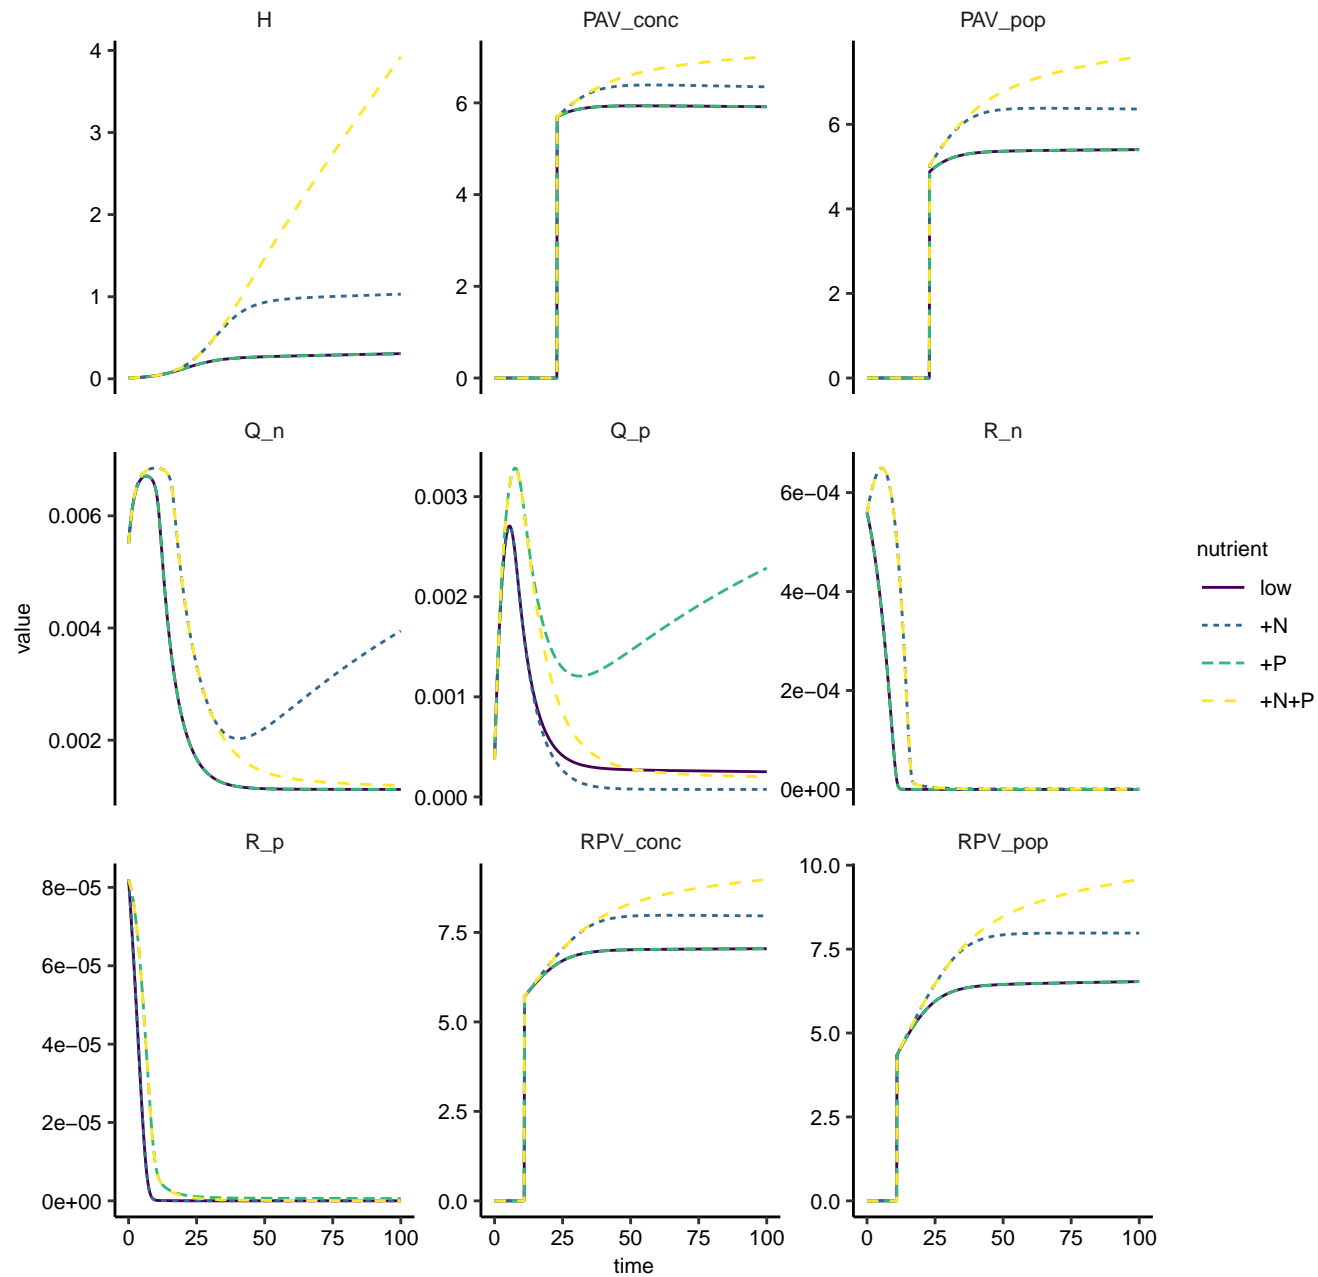 H
PAV_conc
PAV_pop
4
3
2
1
0
6
4
2
0
6
4
2
0
Q_n
Q_p
R_n
0.006
0.004
0.002
0.003
0.002
0.001
0.000
6e−04
4e−04
2e−04
0e+00
R_p
RPV_conc
RPV_pop
8e−05
6e−05
4e−05
2e−05
0e+00
7.5
5.0
2.5
0.0
10.0
7.5
5.0
2.5
0.0
0 25 50 75 100
0 25 50 75 100
0 25 50 75 100
time
value
nutrient
low
+N
+P
+N+P